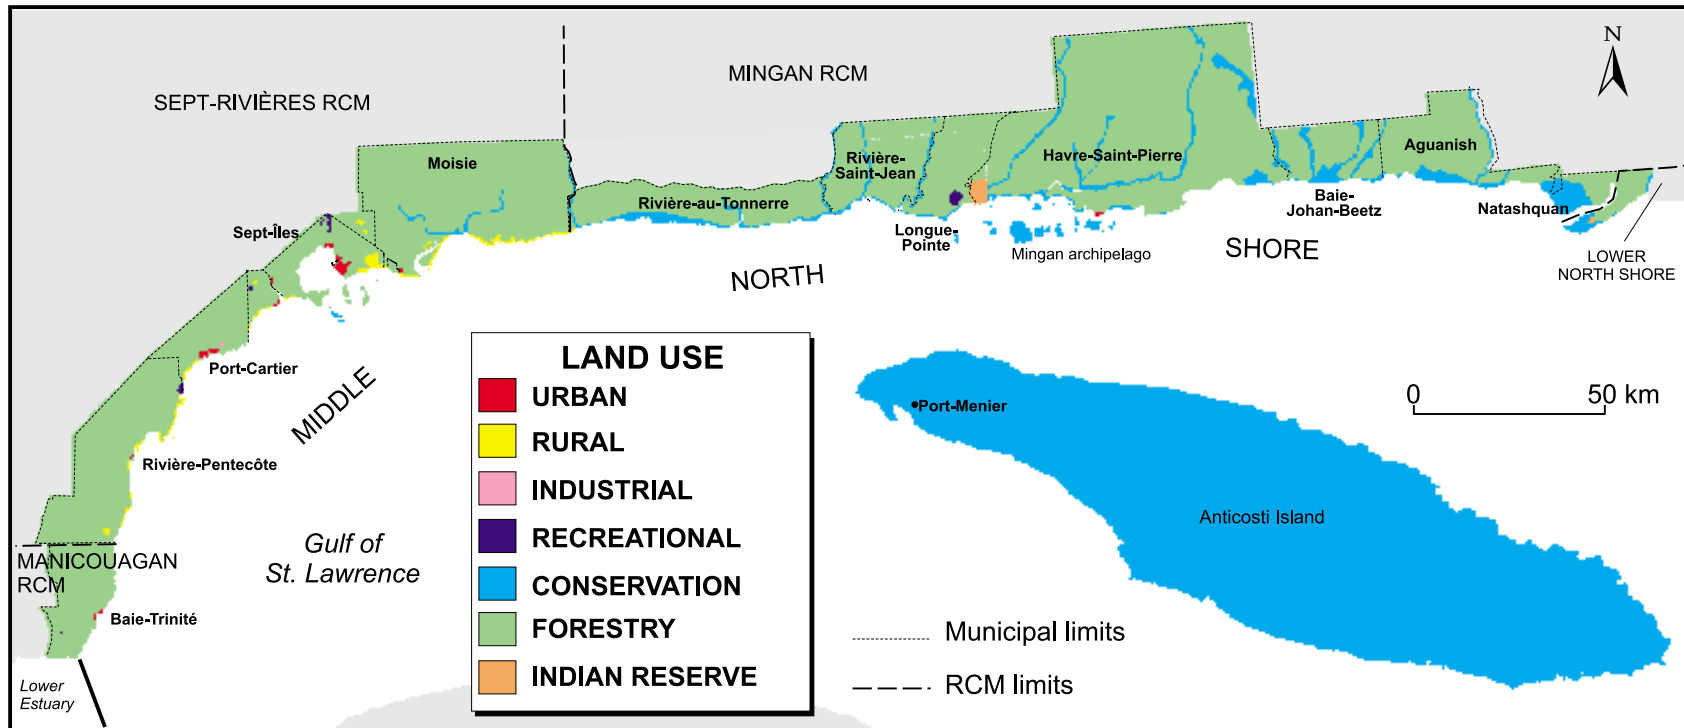 N
MINGAN RCM
SEPT-RIVIÈRES RCM
Moisie
Rivière-
Saint-Jean
Havre-Saint-Pierre
Aguanish
Rivière-au-Tonnerre
Baie-
Johan-Beetz
Natashquan
Sept-Îles
Longue-
Pointe
Mingan archipelago
SHORE
LOWER
NORTH SHORE
NORTH
MIDDLE
Port-Cartier
Rivière-Pentecôte
Gulf of
St. Lawrence
MANICOUAGAN
RCM
Baie-Trinité
Lower
Estuary
LAND USE
URBAN
RURAL
INDUSTRIAL
RECREATIONAL
CONSERVATION
FORESTRY
INDIAN RESERVE
Port-Menier
0 50 km
Anticosti Island
Municipal limits
RCM limits